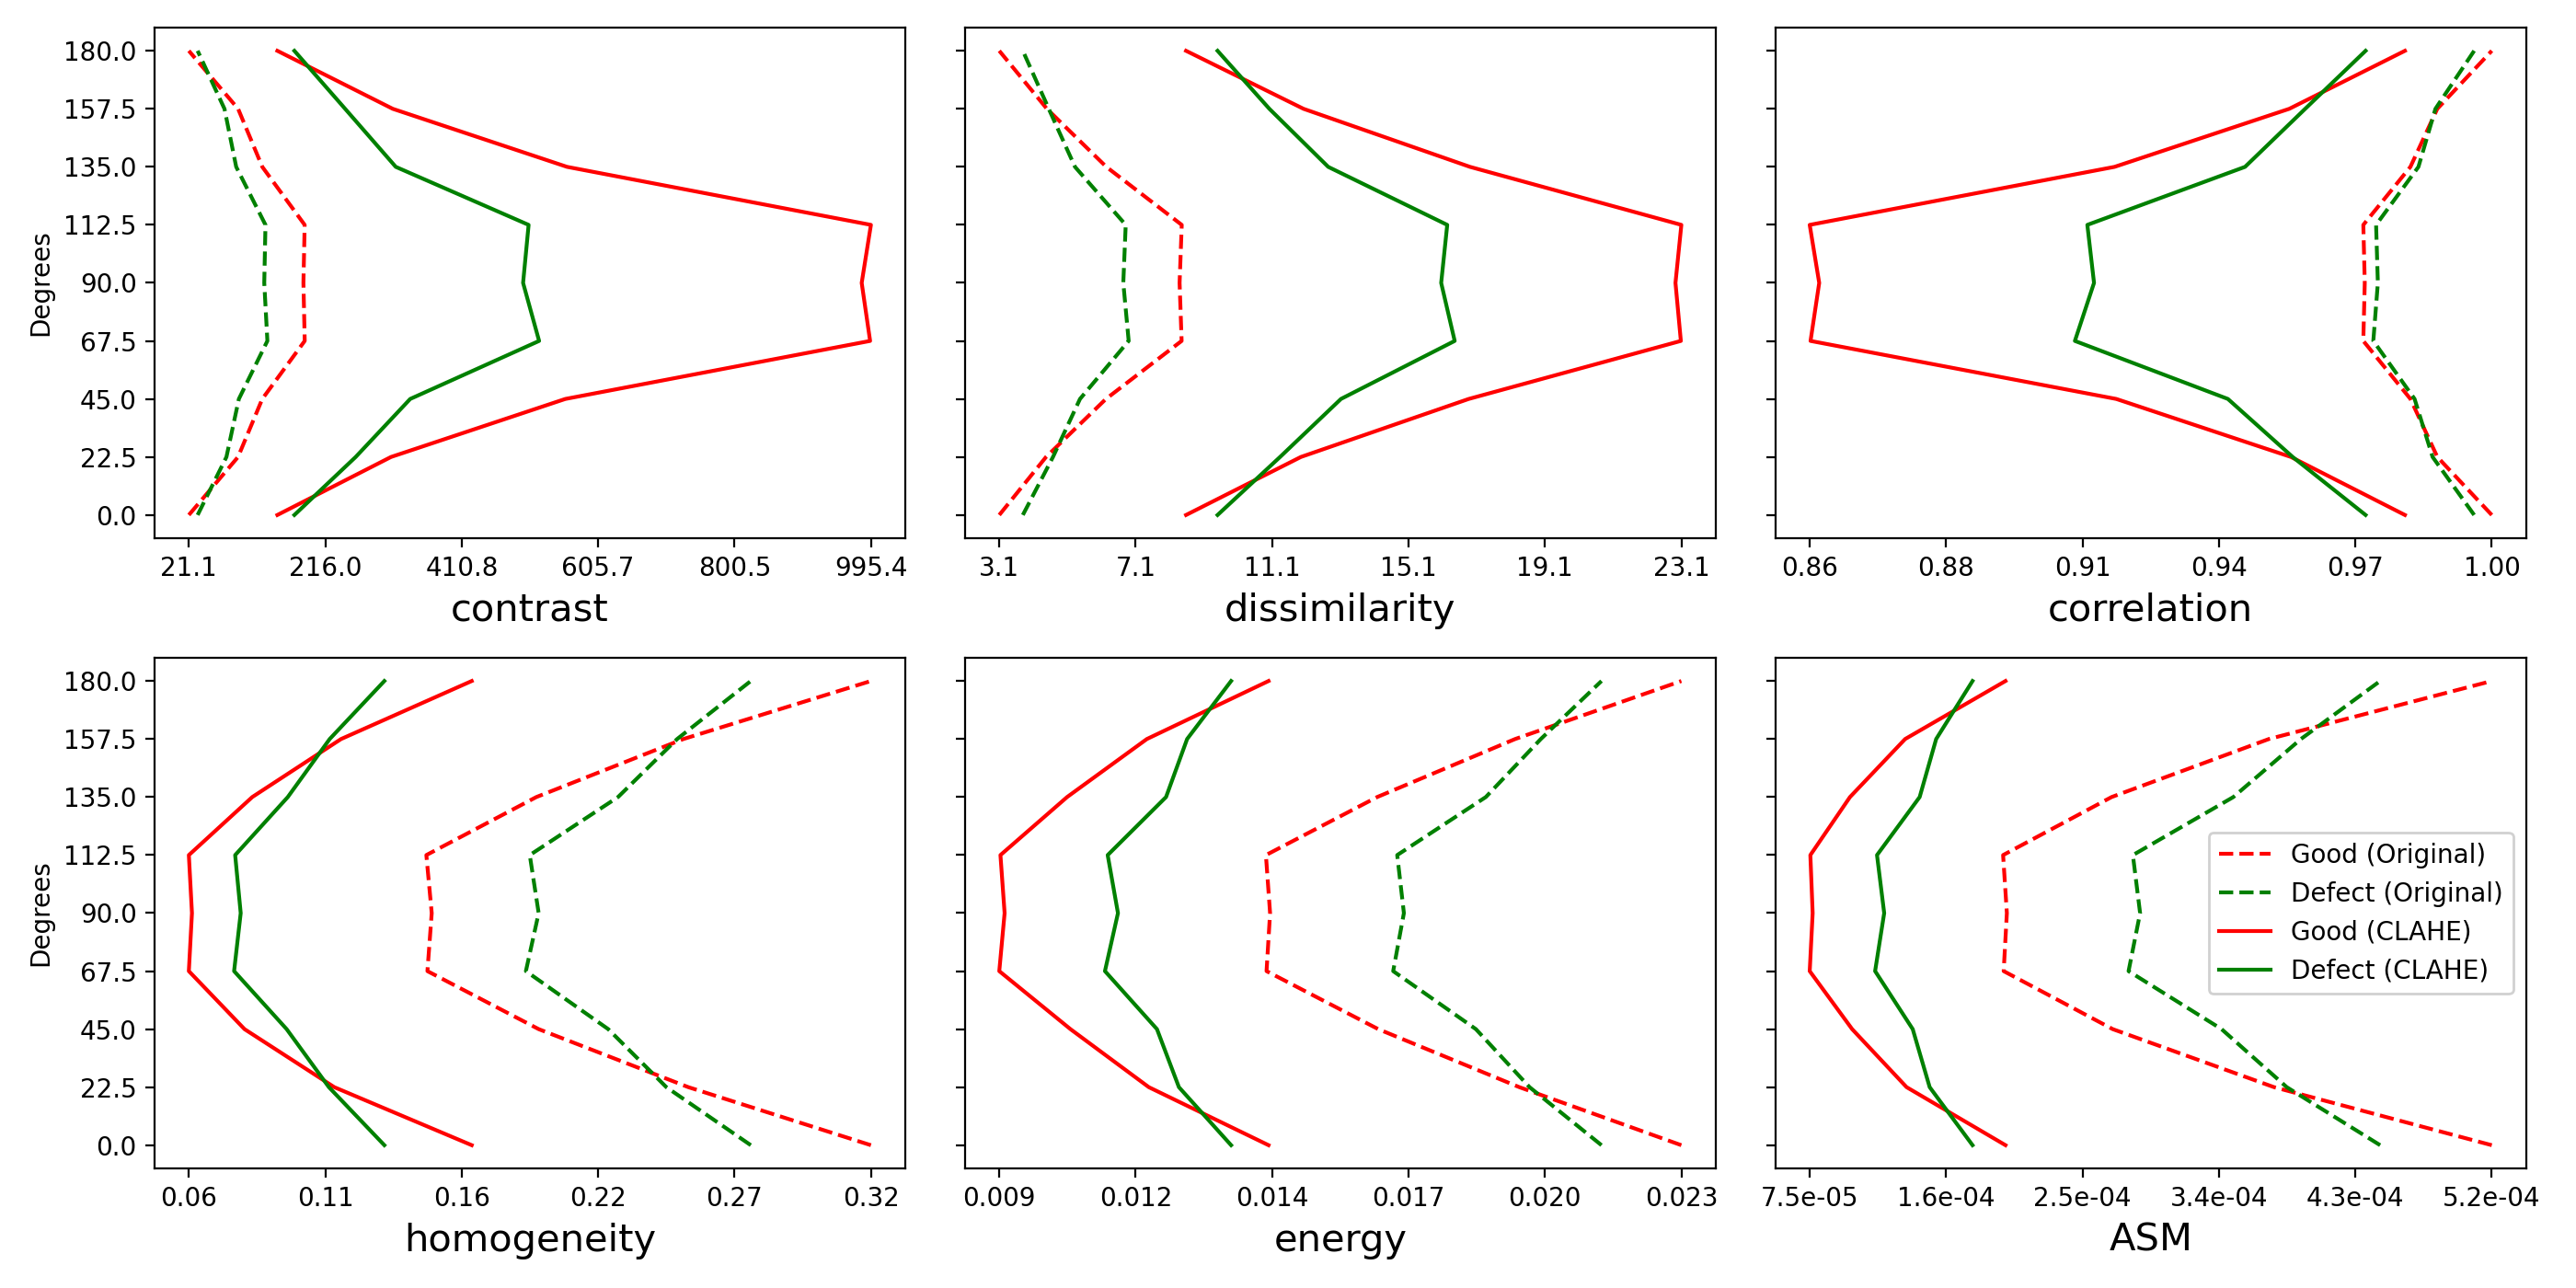 Degrees
180.0
157.5
135.0
112.5
90.0
67.5
45.0
22.5
0.0
21.1 216.0 410.8 605.7 800.5 995.4
contrast
3.1 7.1 11.1 15.1 19.1 23.1
dissimilarity
0.86 0.88 0.91 0.94 0.97 1.00
correlation
Degrees
180.0
157.5
135.0
112.5
90.0
67.5
45.0
22.5
0.0
0.06 0.11 0.16 0.22 0.27 0.32
homogeneity
0.009 0.012 0.014 0.017 0.020 0.023
energy
Good (Original)
Defect (Original)
Good (CLAHE)
Defect (CLAHE)
7.5e-05 1.6e-04 2.5e-04 3.4e-04 4.3e-04 5.2e-04
ASM